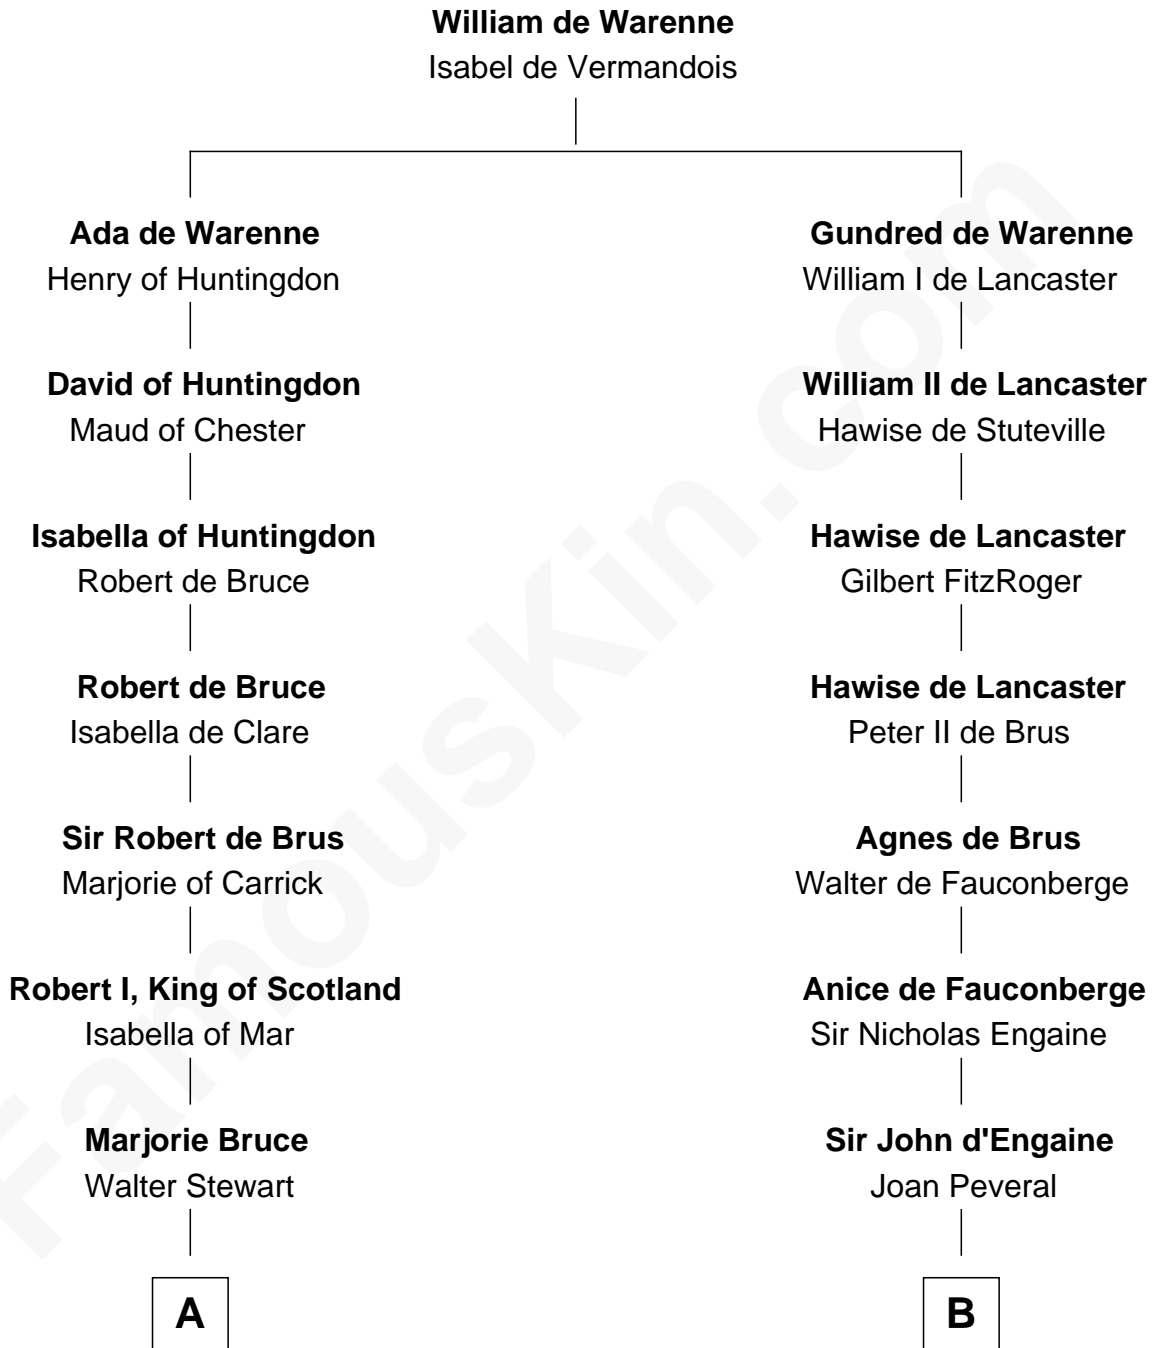 William de Warenne
Isabel de Vermandois
Ada de Warenne
Henry of Huntingdon
David of Huntingdon
Maud of Chester
Isabella of Huntingdon
Robert de Bruce
Robert de Bruce
Isabella de Clare
Sir Robert de Brus
Marjorie of Carrick
Robert I, King of Scotland
Isabella of Mar
Marjorie Bruce
Walter Stewart
A
Gundred de Warenne
William I de Lancaster
William II de Lancaster
Hawise de Stuteville
Hawise de Lancaster
Gilbert FitzRoger
Hawise de Lancaster
Peter II de Brus
Agnes de Brus
Walter de Fauconberge
Anice de Fauconberge
Sir Nicholas Engaine
Sir John d'Engaine
Joan Peveral
B
FamousKin.com